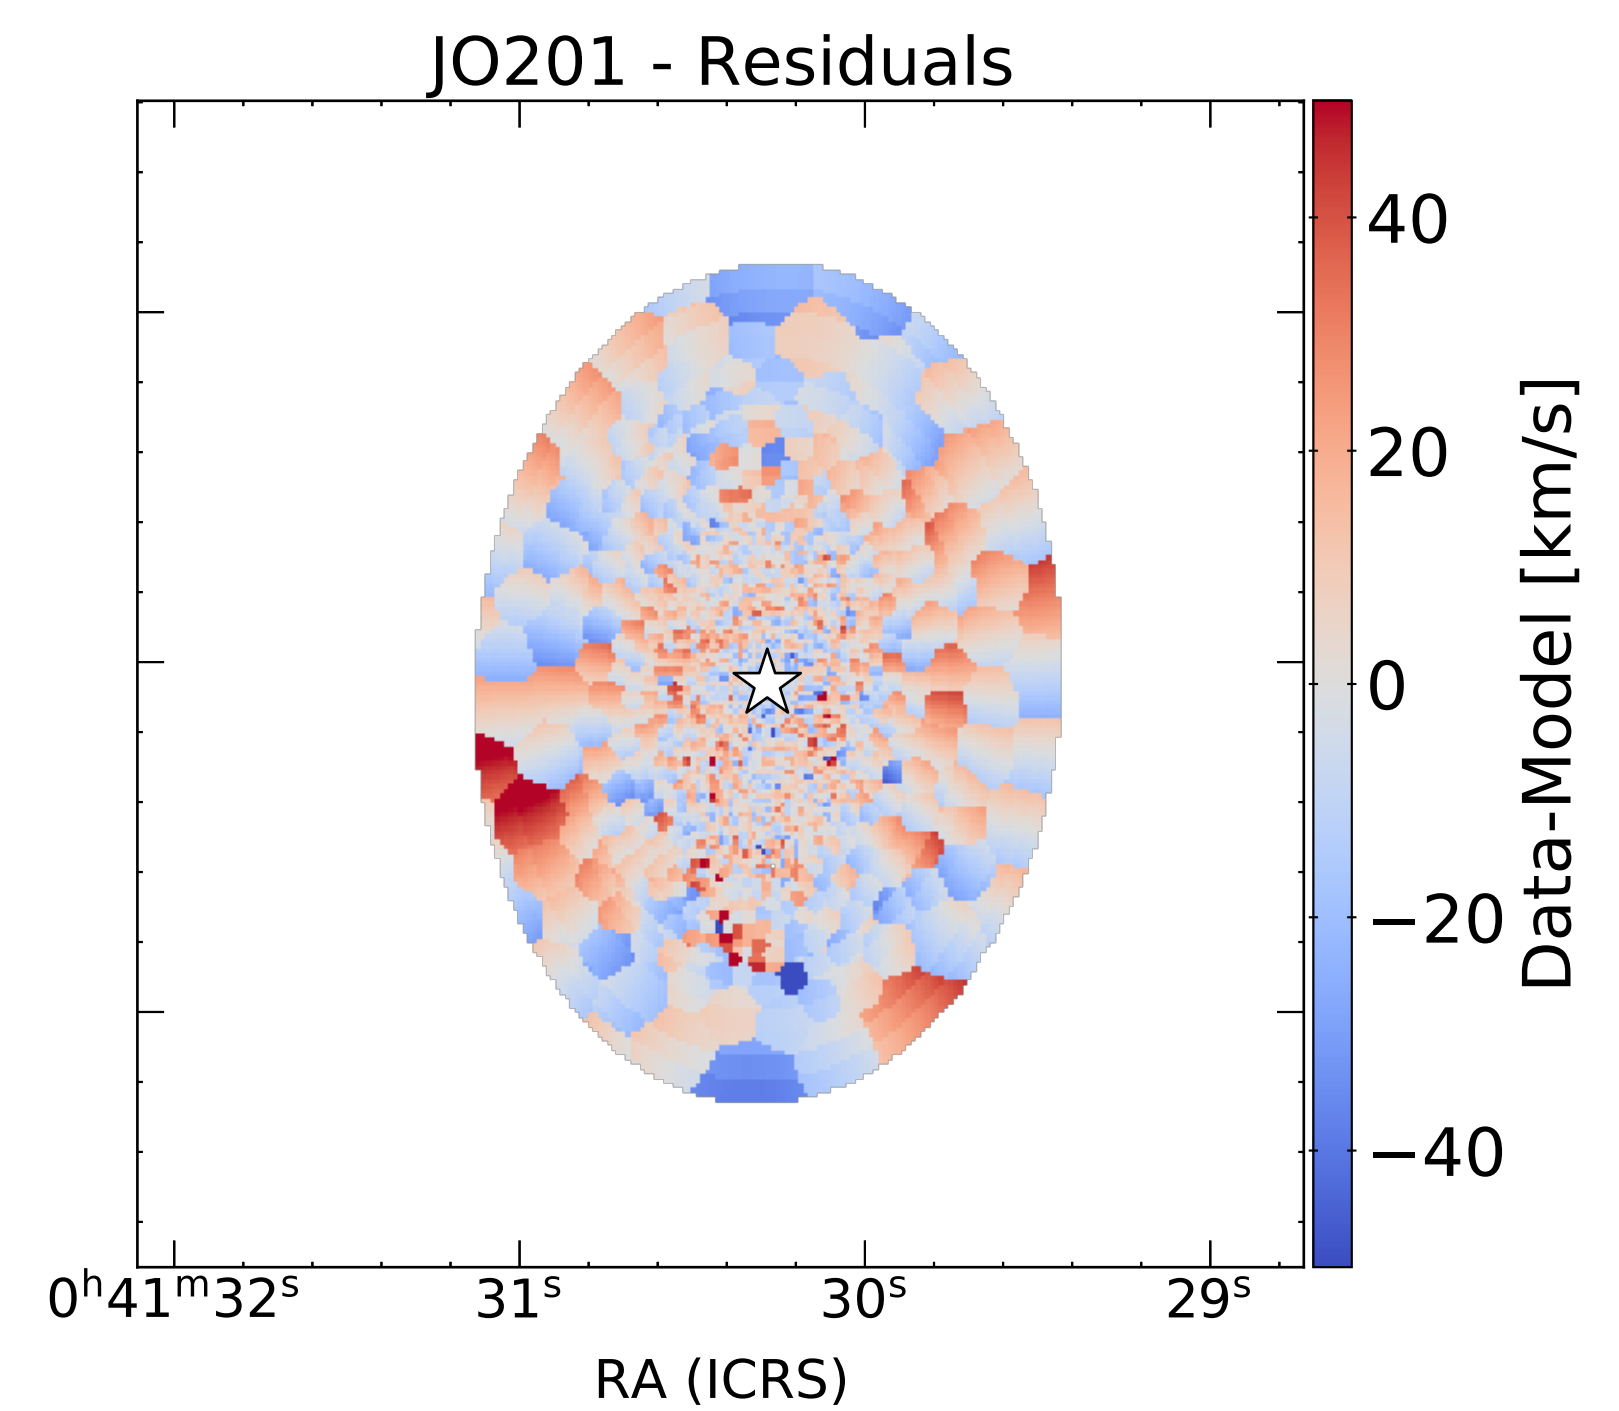 JO201 - Residuals
40
20
0
−20
−40
Data-Model [km/s]
0ʰ41ᵐ32ˢ 31ˢ 30ˢ 29ˢ
RA (ICRS)